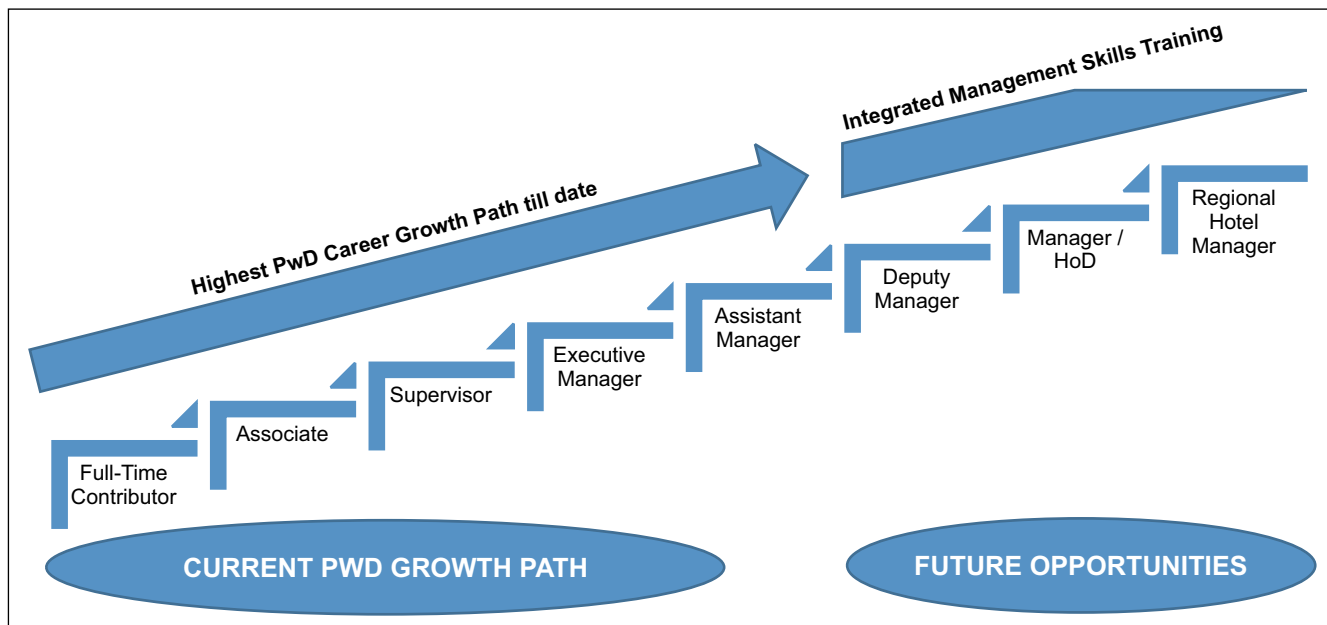 Integrated Management Skills Training
Highest PwD Career Growth Path till date
Full-Time
Contributor
Associate
Supervisor
Executive
Manager
Assistant
Manager
Deputy
Manager
Manager /
HoD
Regional
Hotel
Manager
CURRENT PWD GROWTH PATH
FUTURE OPPORTUNITIES